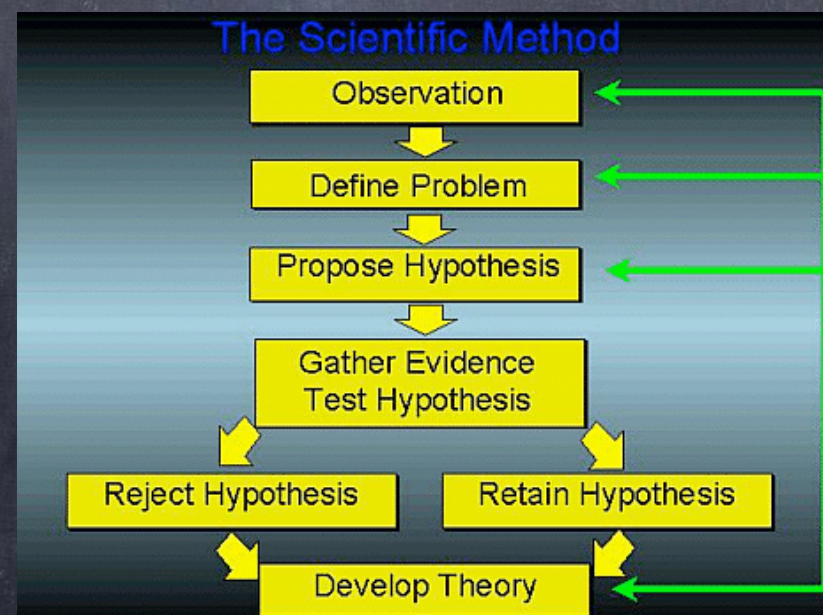 The Scientific Method
Observation
Define Problem
Propose Hypothesis
Gather Evidence
Test Hypothesis
Reject Hypothesis
Retain Hypothesis
Develop Theory